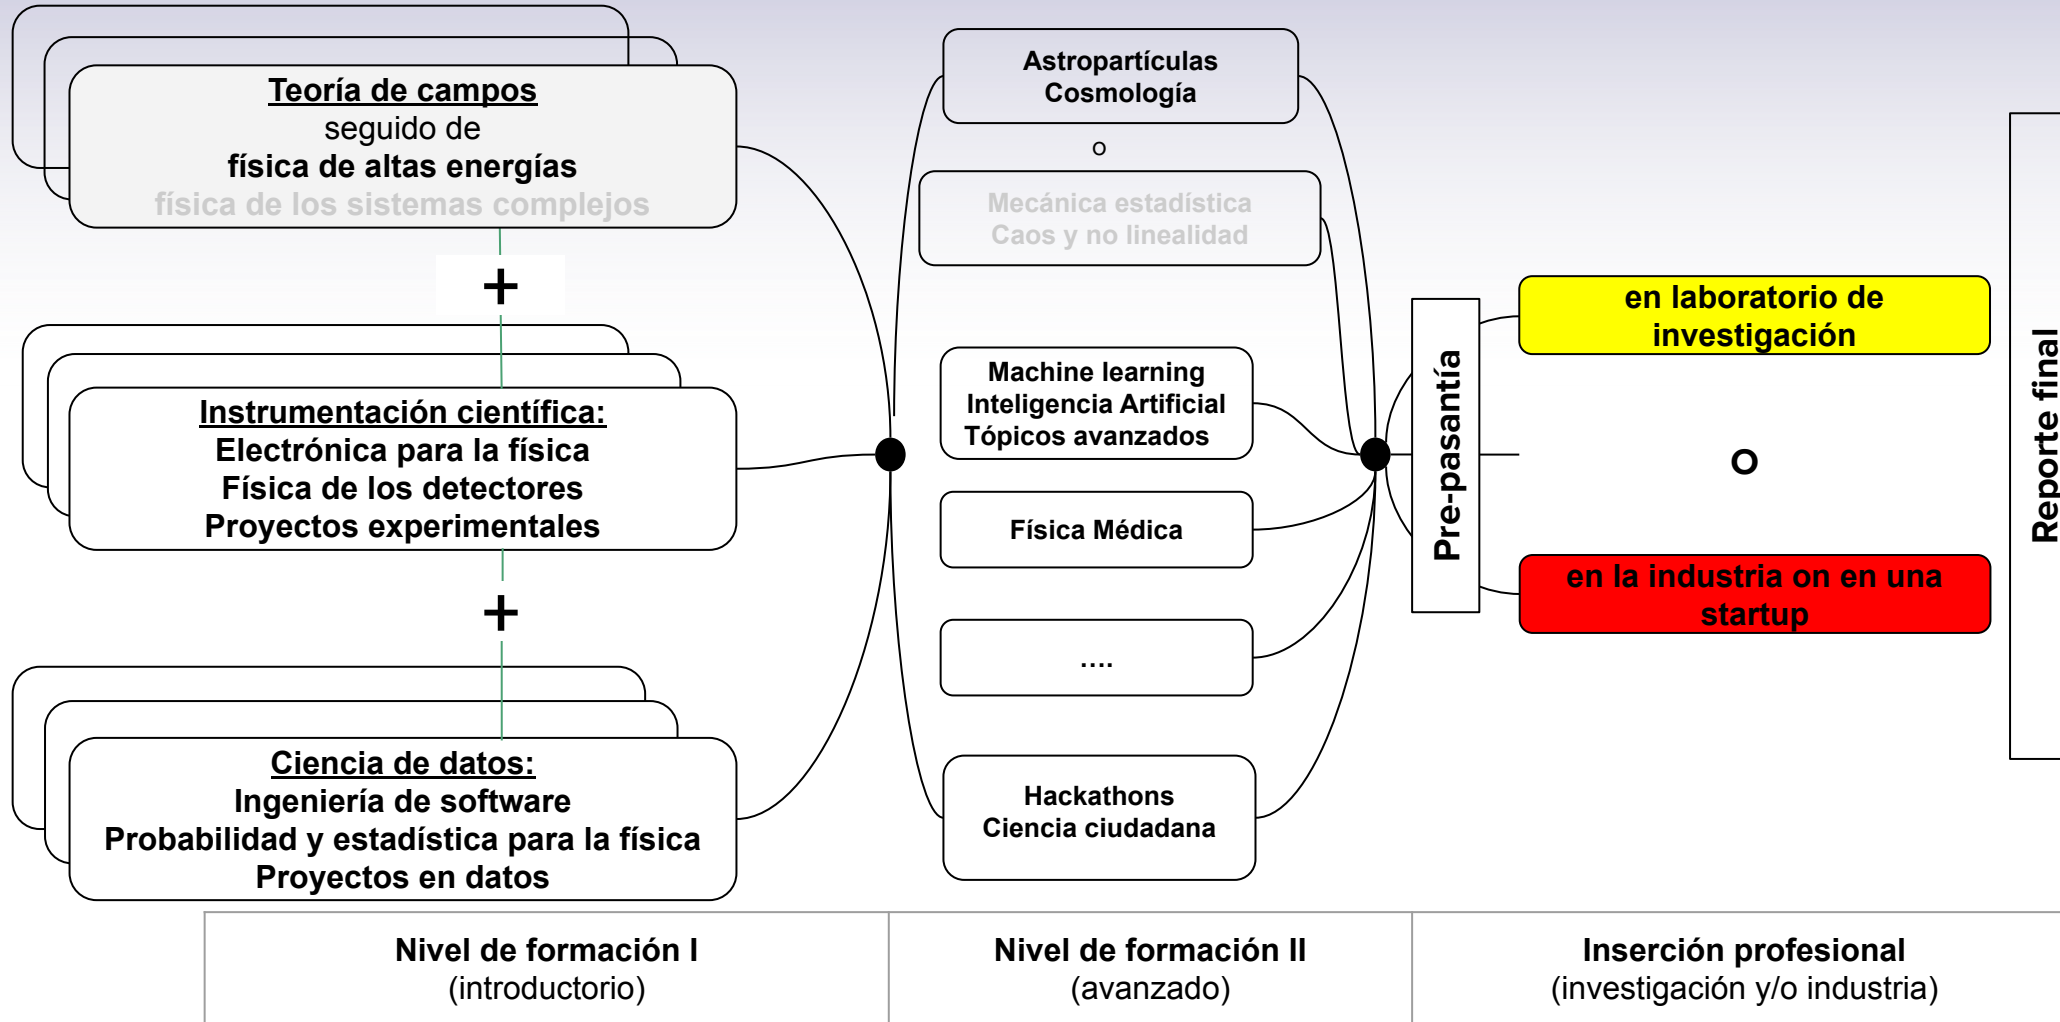 Teoría de campos
seguido de
física de altas energías
física de los sistemas complejos
+
Instrumentación científica:
Electrónica para la física
Física de los detectores
Proyectos experimentales
+
Ciencia de datos:
Ingeniería de software
Probabilidad y estadística para la física
Proyectos en datos
Astropartículas
Cosmología
o
Mecánica estadística
Caos y no linealidad
Machine learning
Inteligencia Artificial
Tópicos avanzados
Física Médica
....
Hackathons
Ciencia ciudadana
Pre-pasantía
en laboratorio de
investigación
O
en la industria on en una
startup
Reporte final
Nivel de formación I
(introductorio)
Nivel de formación II
(avanzado)
Inserción profesional
(investigación y/o industria)